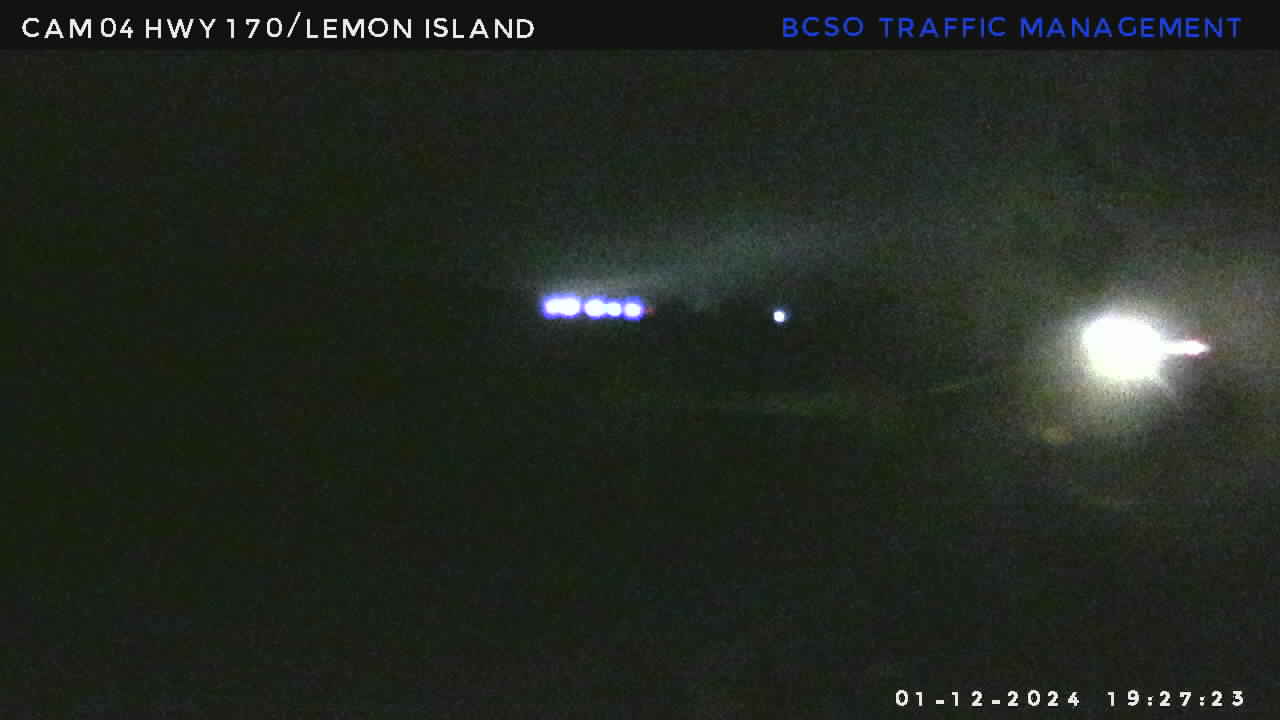 CAM04 HWY 170/LEMON ISLAND
BCSO TRAFFIC MANAGEMENT
01-12-2024 19:27:23